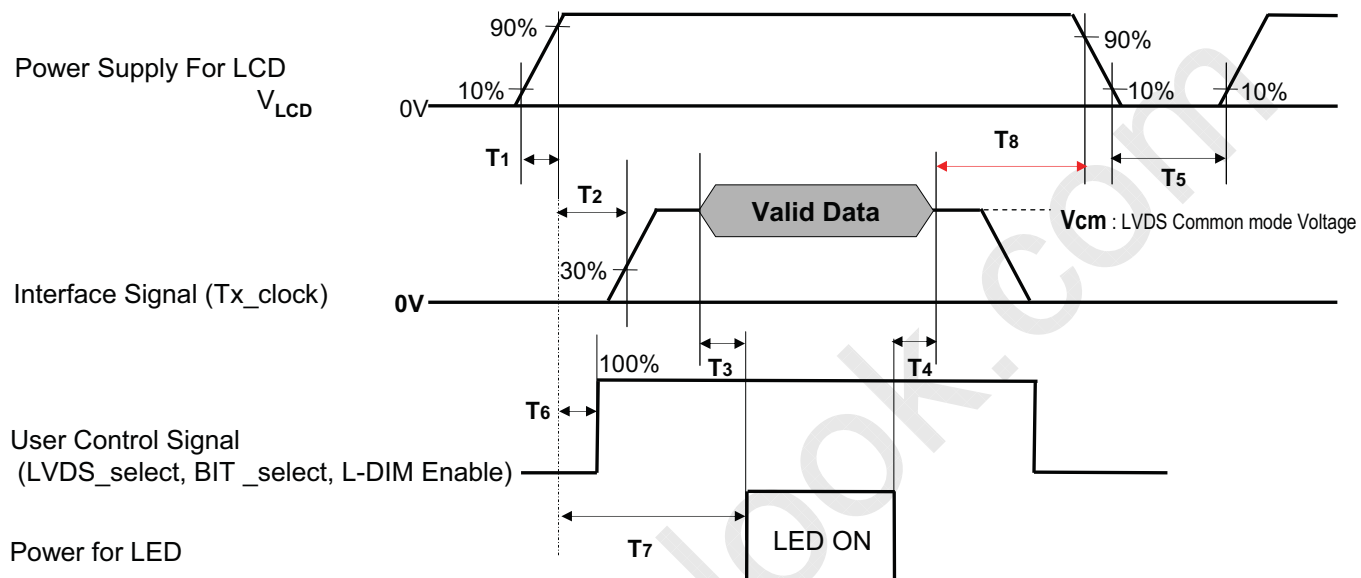 90%
90%
Power Supply For LCD
VLCD
10%
10%
10%
0V
T1
T8
T5
T2
Valid Data
Vcm : LVDS Common mode Voltage
30%
Interface Signal (Tx_clock)
0V
T3
T4
100%
T6
User Control Signal
(LVDS_select, BIT _select, L-DIM Enable)
T7
LED ON
Power for LED
look.com